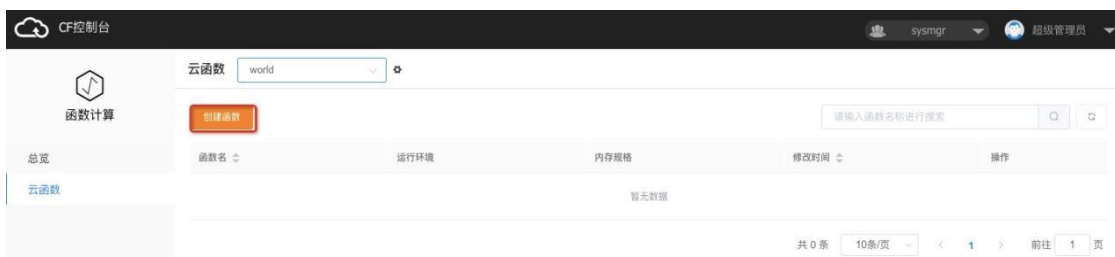 CF控制台 sysmgr 超级管理员
云函数 world
函数计算
创建函数 请输入函数名称进行搜索
总览
函数名 运行环境 内存规格 修改时间 操作
云函数
暂无数据
共 0 条 10条/页 1 前往 1 页